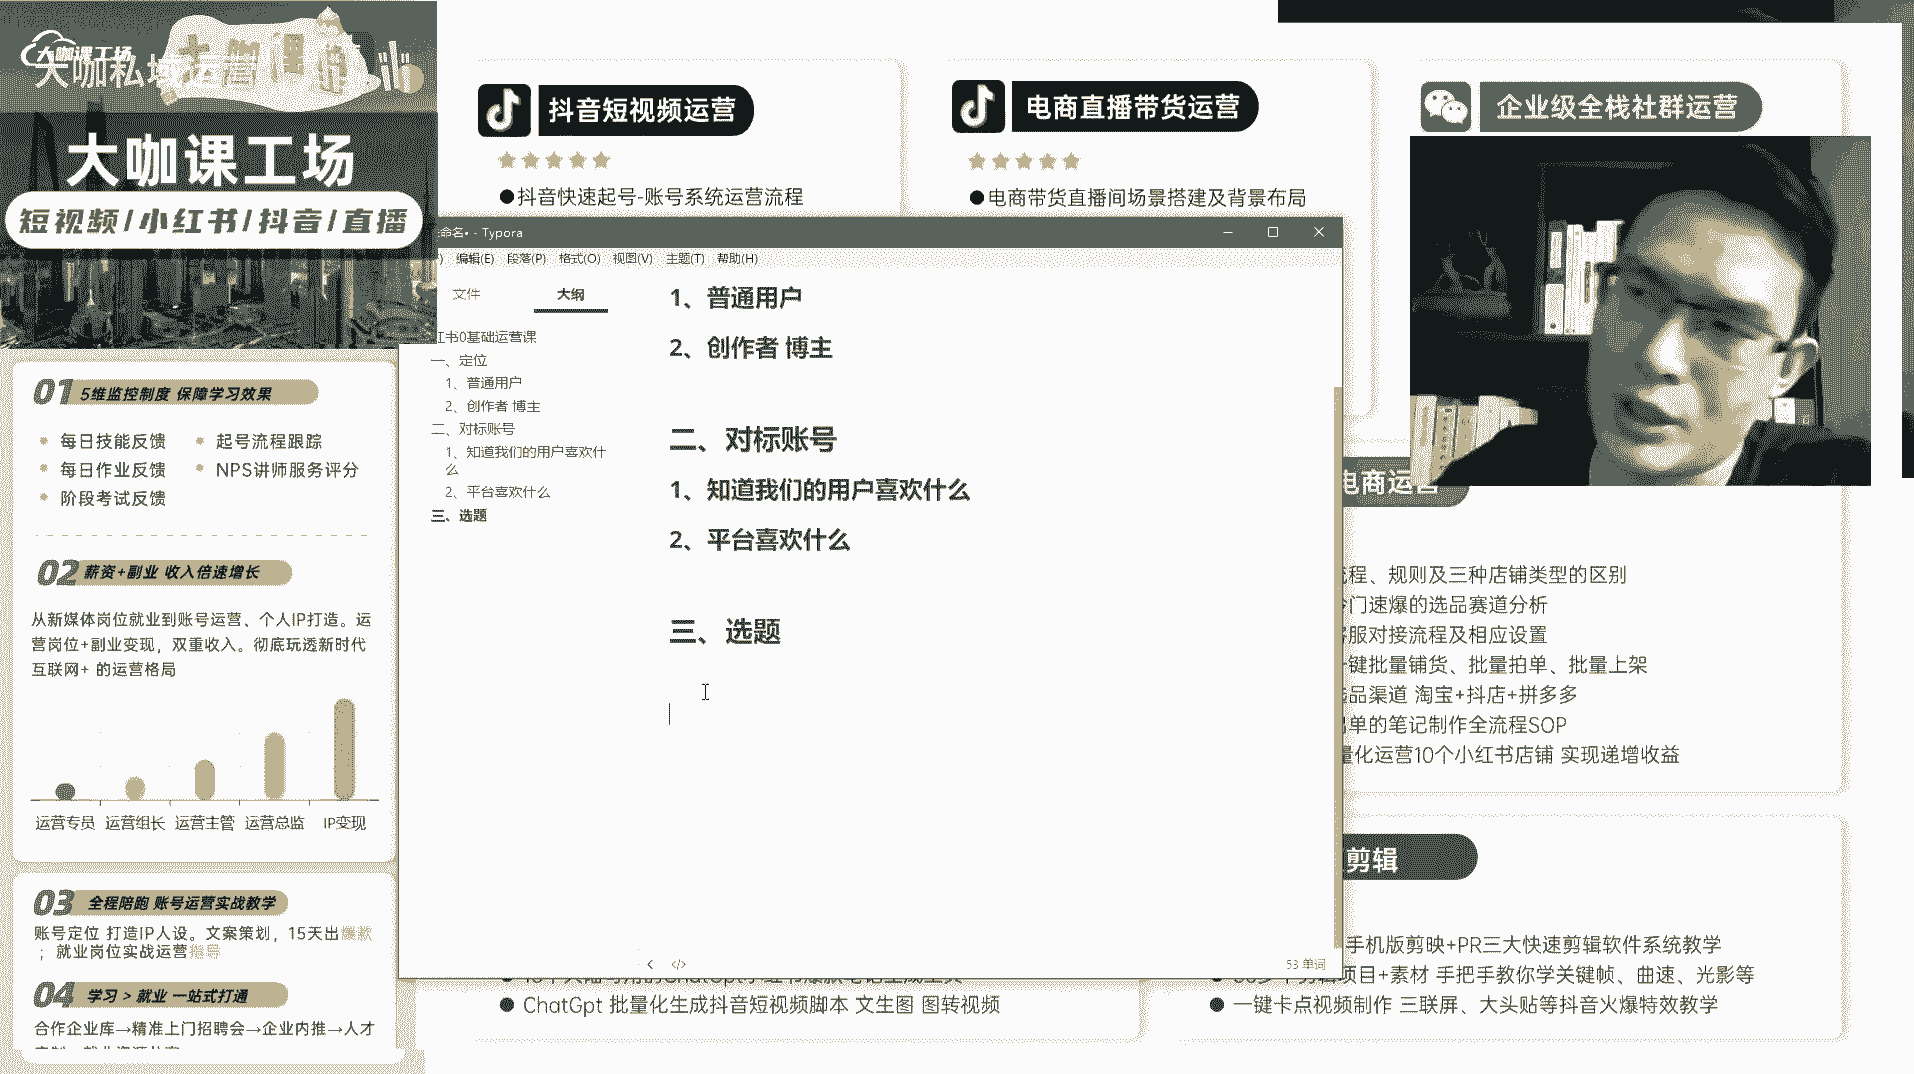 大咖课工场
大咖私域运营
大咖课工场
短视频/小红书/抖音/直播
01 5维监控制度 保障学习效果
每日技能反馈
起号流程跟踪
每日作业反馈
NPS讲师服务评分
阶段考试反馈
02 薪资+副业 收入倍速增长
从新媒体岗位就业到账号运营、个人IP打造。运
营岗位+副业变现，双重收入。彻底玩透新时代
互联网+ 的运营格局
运营专员 运营组长 运营主管 运营总监 IP变现
03 全程陪跑 账号运营实战教学
账号定位 打造IP人设。文案策划，15天出爆款
；就业岗位实战运营指导
04 学习 > 就业 一站式打通
合作企业库→精准上门招聘会→企业内推→人才
抖音短视频运营
●抖音快速起号-账号系统运营流程
电商直播带货运营
●电商带货直播间场景搭建及背景布局
企业级全栈社群运营
命名• - Typora
编辑(E) 段落(P) 格式(O) 视图(V) 主题(T) 帮助(H)
文件 大纲
红书0基础运营课
一、定位
1、普通用户
2、创作者 博主
二、对标账号
1、知道我们的用户喜欢什
么
2、平台喜欢什么
三、选题
1、普通用户
2、创作者 博主
二、对标账号
1、知道我们的用户喜欢什么
2、平台喜欢什么
三、选题
53 单词
电商运营
流程、规则及三种店铺类型的区别
冷门速爆的选品赛道分析
客服对接流程及相应设置
一键批量铺货、批量拍单、批量上架
选品渠道 淘宝+抖店+拼多多
出单的笔记制作全流程SOP
量化运营10个小红书店铺 实现递增收益
剪辑
手机版剪映+PR三大快速剪辑软件系统教学
项目+素材 手把手教你学关键帧、曲速、光影等
● 一键卡点视频制作 三联屏、大头贴等抖音火爆特效教学
● ChatGpt 批量化生成抖音短视频脚本 文生图 图转视频